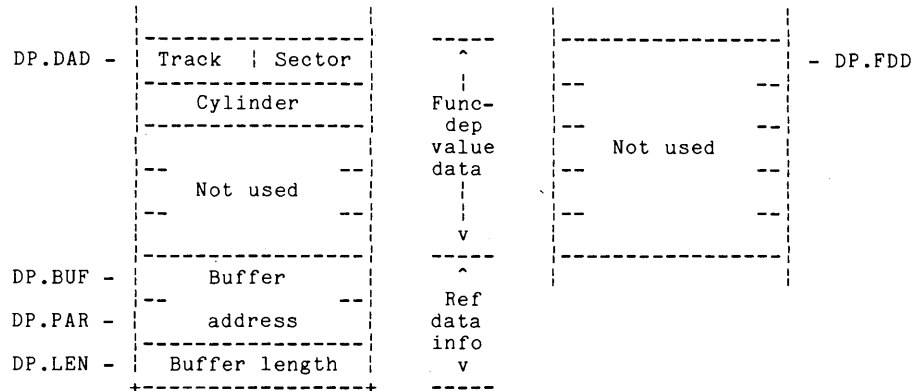 DP.DAD - Track | Sector - DP.FDD
Cylinder Func-
dep
value Not used
data
Not used
v
DP.BUF - Buffer
Ref
DP.PAR - address data
info
DP.LEN - Buffer length v